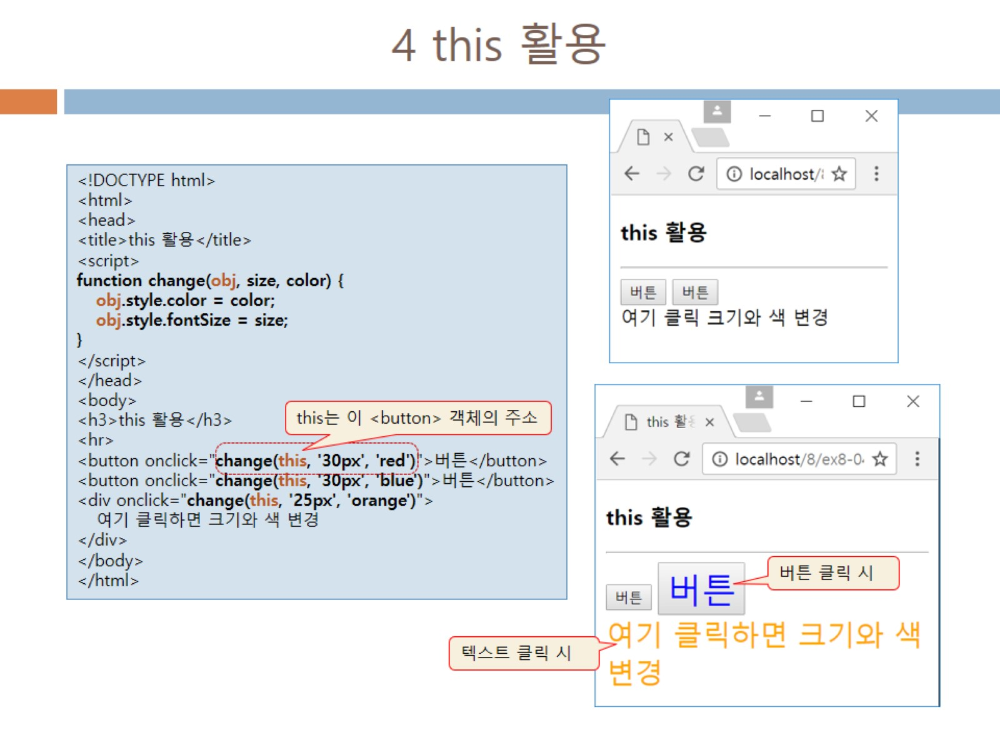 4 this 활용
<!DOCTYPE html>
<html>
<head>
<title>this 활용</title>
<script>
function change(obj, size, color) {
obj.style.color = color;
obj.style.fontSize = size;
}
</script>
</head>
<body>
<h3>this 활용</h3>
<hr>
<button onclick="change(this, '30px', 'red')">버튼</button>
<button onclick="change(this, '30px', 'blue')">버튼</button>
<div onclick="change(this, '25px', 'orange')">
여기 클릭하면 크기와 색 변경
</div>
</body>
</html>
this는 이 <button> 객체의 주소
localhost/
this 활용
버튼 버튼
여기 클릭 크기와 색 변경
this 활용
localhost/8/ex8-0
this 활용
버튼 버튼
버튼 클릭 시
여기 클릭하면 크기와 색
변경
텍스트 클릭 시